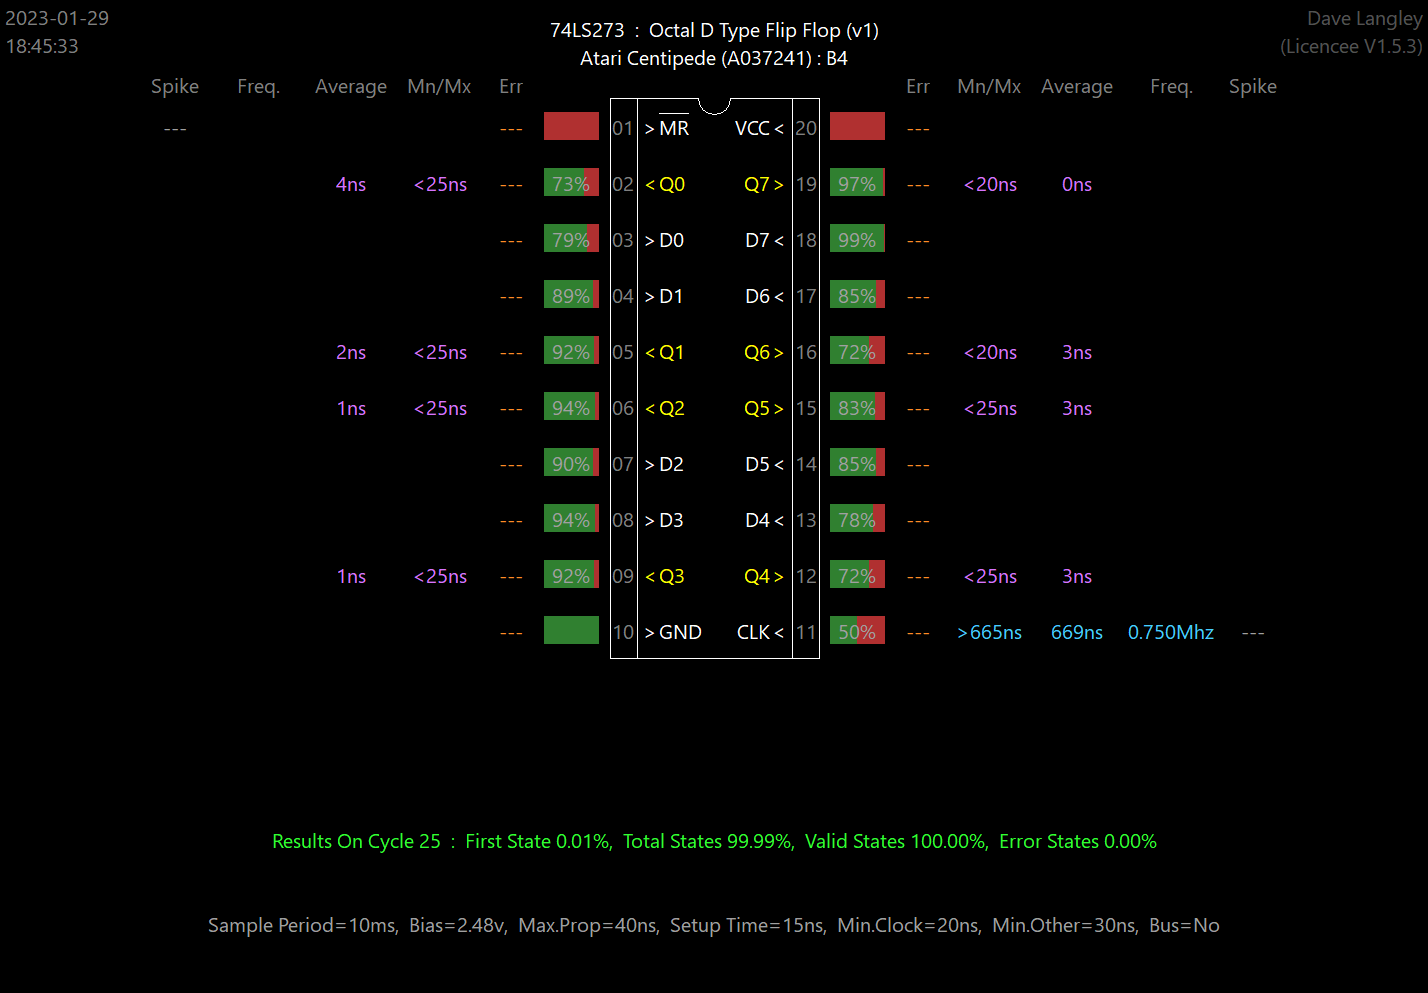 2023-01-29
18:45:33
74LS273 : Octal D Type Flip Flop (v1)
Atari Centipede (A037241) : B4
Dave Langley
(Licencee V1.5.3)
Spike Freq. Average Mn/Mx Err Err Mn/Mx Average Freq. Spike
--- --- 01 >MR VCC< 20 ---
4ns <25ns --- 73% 02 <Q0 Q7> 19 97% --- <20ns 0ns
--- 79% 03 >D0 D7< 18 99% ---
--- 89% 04 >D1 D6< 17 85% ---
2ns <25ns --- 92% 05 <Q1 Q6> 16 72% --- <20ns 3ns
1ns <25ns --- 94% 06 <Q2 Q5> 15 83% --- <25ns 3ns
--- 90% 07 >D2 D5< 14 85% ---
--- 94% 08 >D3 D4< 13 78% ---
1ns <25ns --- 92% 09 <Q3 Q4> 12 72% --- <25ns 3ns
--- 10 >GND CLK< 11 50% --- >665ns 669ns 0.750Mhz ---
Results On Cycle 25 : First State 0.01%, Total States 99.99%, Valid States 100.00%, Error States 0.00%
Sample Period=10ms, Bias=2.48v, Max.Prop=40ns, Setup Time=15ns, Min.Clock=20ns, Min.Other=30ns, Bus=No